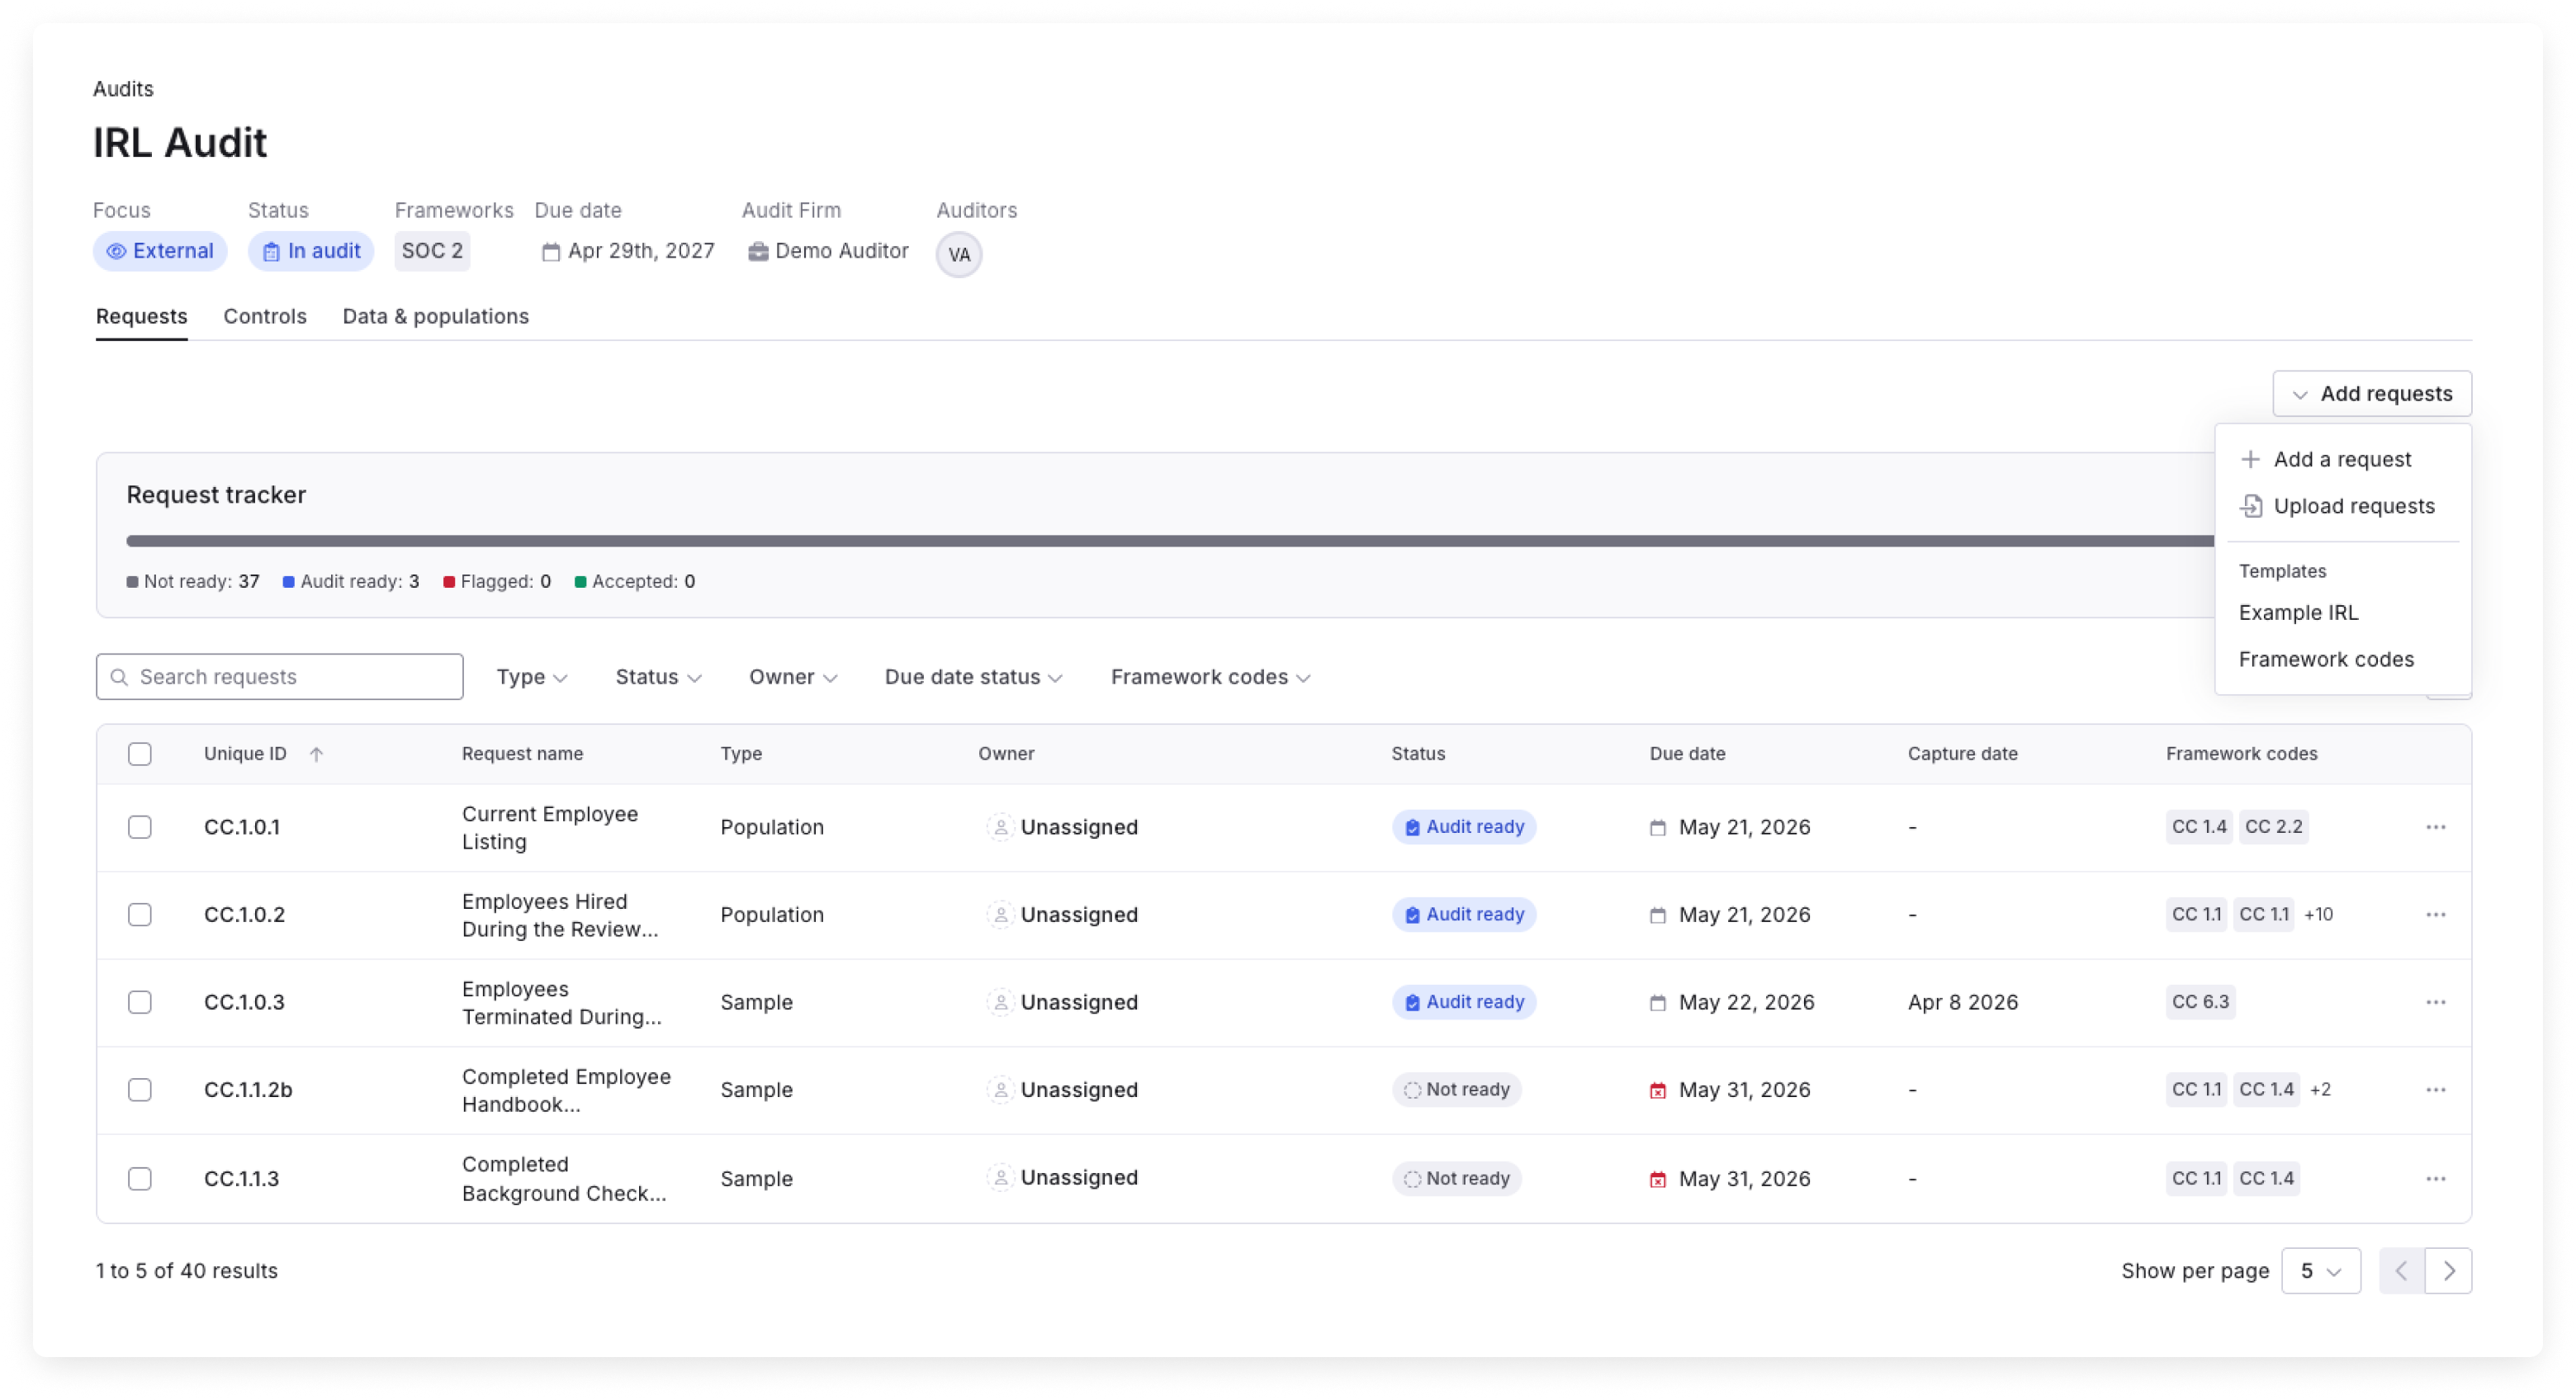 Audits
IRL Audit
Focus Status Frameworks Due date Audit Firm Auditors
External In audit SOC 2 Apr 29th, 2027 Demo Auditor VA
Requests Controls Data & populations
Add requests
Add a request
Upload requests
Templates
Example IRL
Framework codes
Request tracker
Not ready: 37 Audit ready: 3 Flagged: 0 Accepted: 0
Search requests Type Status Owner Due date status Framework codes
Unique ID Request name Type Owner Status Due date Capture date Framework codes
CC.1.0.1 Current Employee Population Unassigned Audit ready May 21, 2026 - CC 1.4 CC 2.2
Listing
CC.1.0.2 Employees Hired Population Unassigned Audit ready May 21, 2026 - CC 1.1 CC 1.1 +10
During the Review...
CC.1.0.3 Employees Sample Unassigned Audit ready May 22, 2026 Apr 8 2026 CC 6.3
Terminated During...
CC.1.1.2b Completed Employee Sample Unassigned Not ready May 31, 2026 - CC 1.1 CC 1.4 +2
Handbook...
CC.1.1.3 Completed Sample Unassigned Not ready May 31, 2026 - CC 1.1 CC 1.4
Background Check...
1 to 5 of 40 results Show per page 5